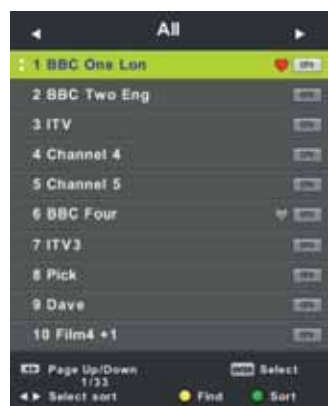 All
1 BBC One Lon
2 BBC Two Eng
3 ITV
4 Channel 4
5 Channel 5
6 BBC Four
7 ITV3
8 Pick
9 Dave
10 Film4 +1
Page Up/Down Select
1/33
Select sort Find Sort